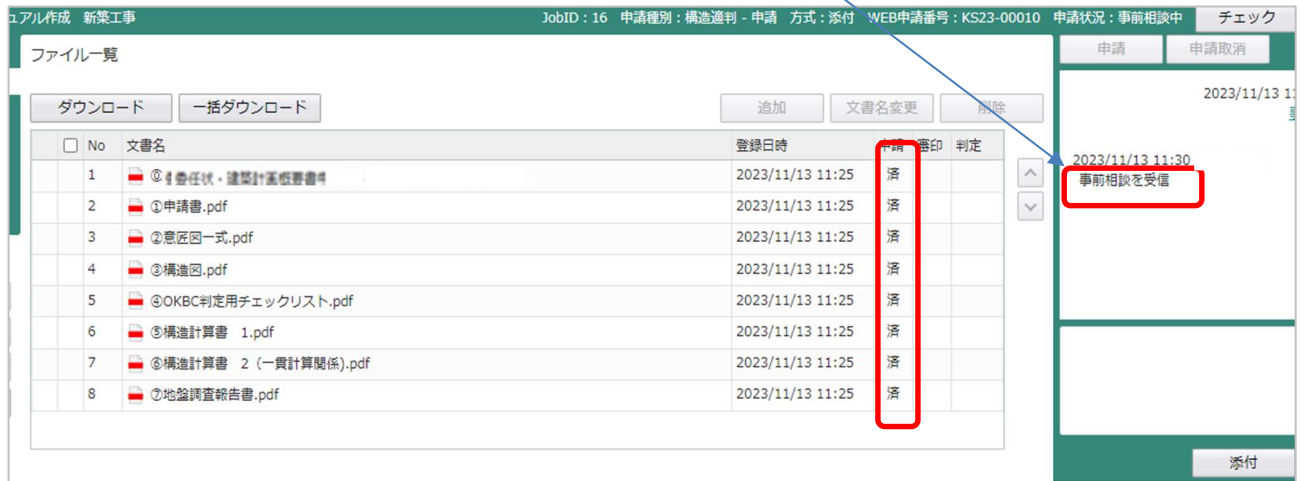 ュアル作成 新築工事 JobID：16 申請種別：構造適判 - 申請 方式：添付 WEB申請番号：KS23-00010 申請状況：事前相談中 チェック
ファイル一覧 申請 申請取消
2023/11/13 1
ダウンロード 一括ダウンロード 追加 文書名変更 削除
No 文書名 登録日時 申請 審印 判定
2023/11/13 11:30
事前相談を受信
1 委任状・建築計画概要書 2023/11/13 11:25 済
2 ①申請書.pdf 2023/11/13 11:25 済
3 ②意匠図一式.pdf 2023/11/13 11:25 済
4 ③構造図.pdf 2023/11/13 11:25 済
5 ④OKBC判定用チェックリスト.pdf 2023/11/13 11:25 済
6 ⑤構造計算書 1.pdf 2023/11/13 11:25 済
7 ⑥構造計算書 2（一貫計算関係).pdf 2023/11/13 11:25 済
8 ⑦地盤調査報告書.pdf 2023/11/13 11:25 済
添付